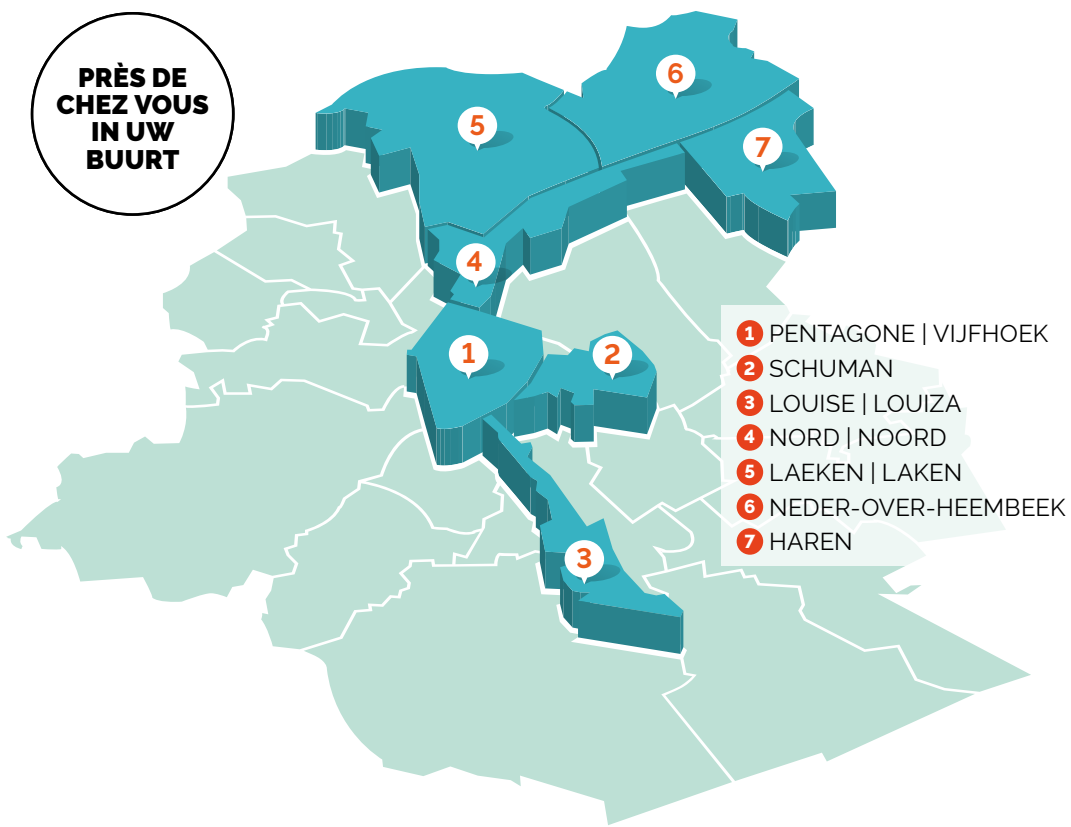 PRÈS DE
CHEZ VOUS
IN UW
BUURT
6
5
7
4
1
2
3
1 PENTAGONE | VIJFHOEK
2 SCHUMAN
3 LOUISE | LOUIZA
4 NORD | NOORD
5 LAEKEN | LAKEN
6 NEDER-OVER-HEEMBEEK
7 HAREN